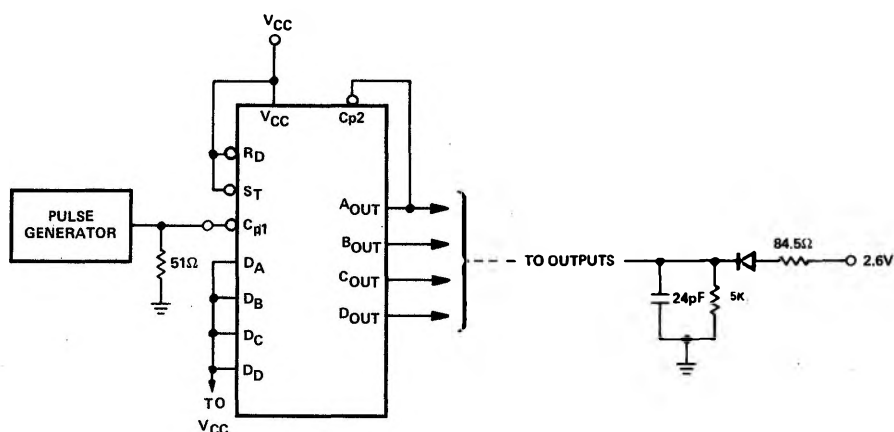 VCC
VCC
Cp2
RD
ST
Cp1
DA
DB
DC
DD
TO
VCC
PULSE
GENERATOR
51Ω
AOUT
BOUT
COUT
DOUT
TO OUTPUTS
24pF
5K
84.5Ω
2.6V